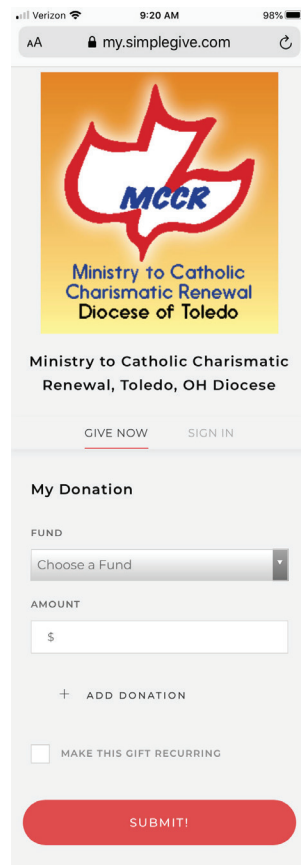 Verizon 9:20 AM 98%
AA my.simplegive.com
MCCR
Ministry to Catholic
Charismatic Renewal
Diocese of Toledo
Ministry to Catholic Charismatic
Renewal, Toledo, OH Diocese
GIVE NOW SIGN IN
My Donation
FUND
Choose a Fund
AMOUNT
$
+ ADD DONATION
MAKE THIS GIFT RECURRING
SUBMIT!